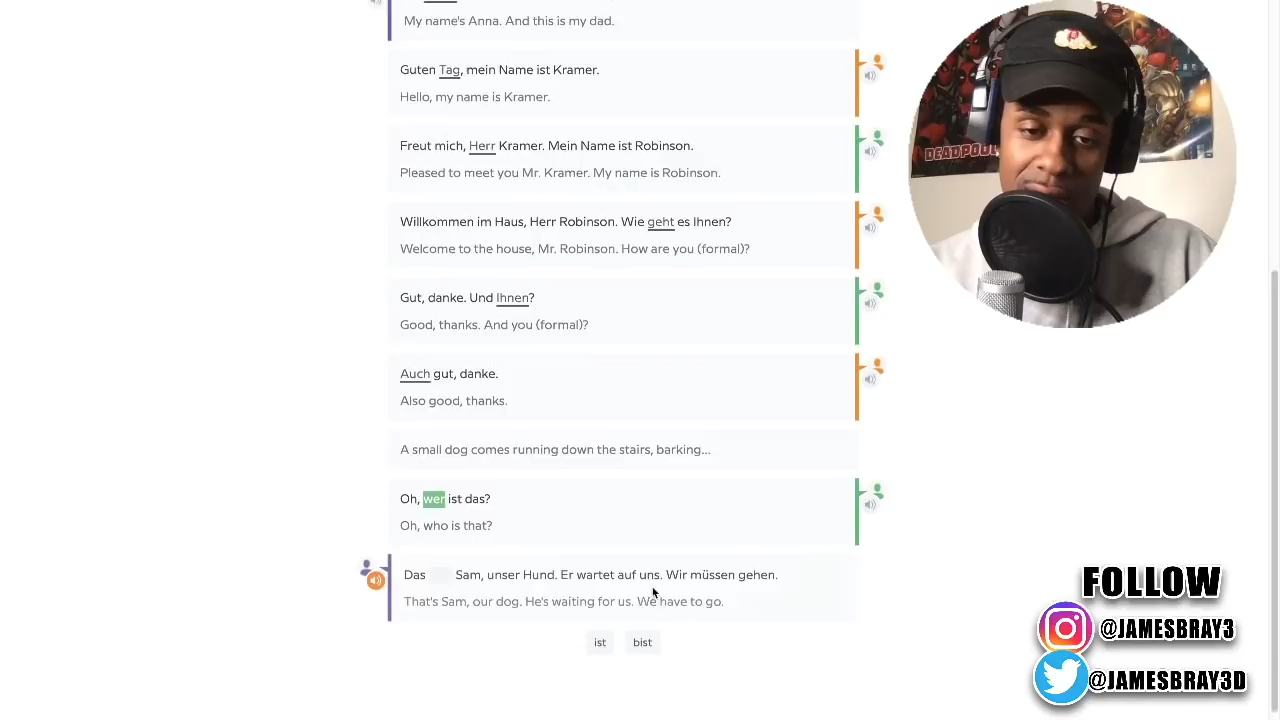 My name's Anna. And this is my dad.
Guten Tag, mein Name ist Kramer.
Hello, my name is Kramer.
Freut mich, Herr Kramer. Mein Name ist Robinson.
Pleased to meet you Mr. Kramer. My name is Robinson.
Willkommen im Haus, Herr Robinson. Wie geht es Ihnen?
Welcome to the house, Mr. Robinson. How are you (formal)?
Gut, danke. Und Ihnen?
Good, thanks. And you (formal)?
Auch gut, danke.
Also good, thanks.
A small dog comes running down the stairs, barking...
Oh, wer ist das?
Oh, who is that?
Das Sam, unser Hund. Er wartet auf uns. Wir müssen gehen.
That's Sam, our dog. He's waiting for us. We have to go.
ist bist
DEADPOOL
FOLLOW
@JAMESBRAY3
@JAMESBRAY3D